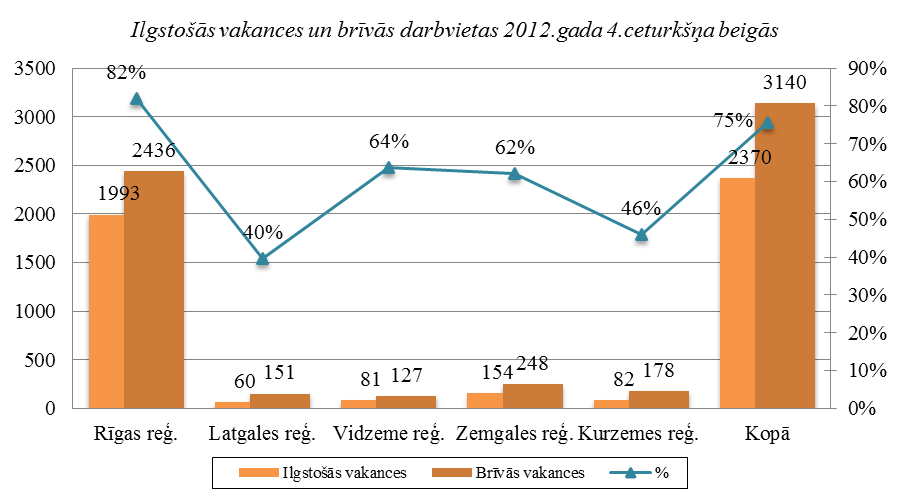 Ilgstošās vakances un brīvās darbvietas 2012.gada 4.ceturkšņa beigās
3500 90%
3000 80%
2500 70%
2000 60%
1500 50%
1000 40%
500 30%
0 20%
10%
0%
82% 40% 64% 62% 46% 75%
1993 2436 60 151 81 127 154 248 82 178 2370 3140
Rīgas reģ. Latgales reģ. Vidzeme reģ. Zemgales reģ. Kurzemes reģ. Kopā
Ilgstošās vakances Brīvās vakances %